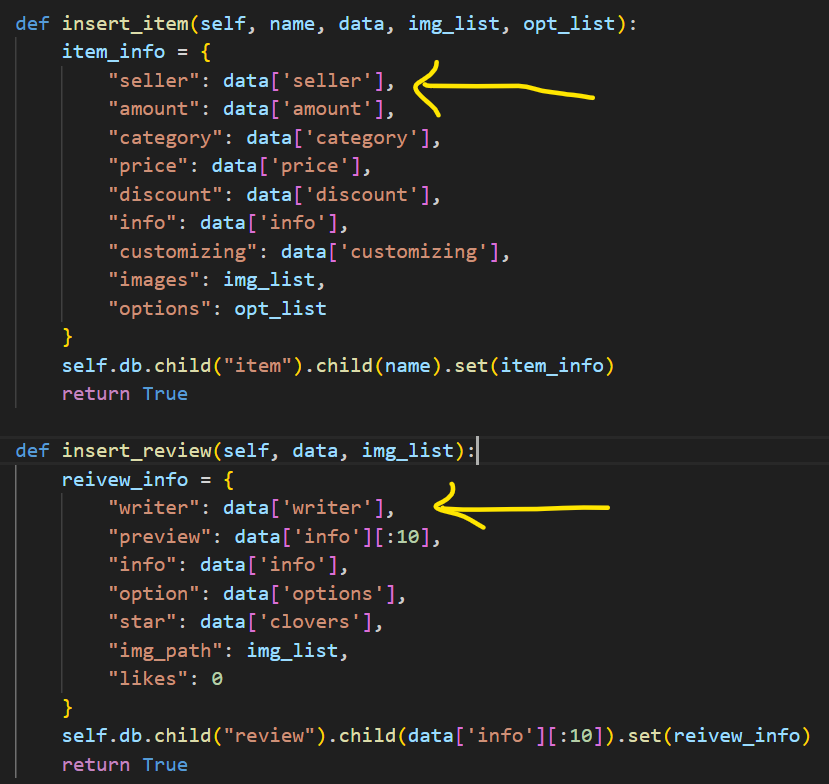 def insert_item(self, name, data, img_list, opt_list):
    item_info = {
        "seller": data['seller'],
        "amount": data['amount'],
        "category": data['category'],
        "price": data['price'],
        "discount": data['discount'],
        "info": data['info'],
        "customizing": data['customizing'],
        "images": img_list,
        "options": opt_list
    }
    self.db.child("item").child(name).set(item_info)
    return True
def insert_review(self, data, img_list):
    reivew_info = {
        "writer": data['writer'],
        "preview": data['info'][:10],
        "info": data['info'],
        "option": data['options'],
        "star": data['clovers'],
        "img_path": img_list,
        "likes": 0
    }
    self.db.child("review").child(data['info'][:10]).set(reivew_info)
    return True